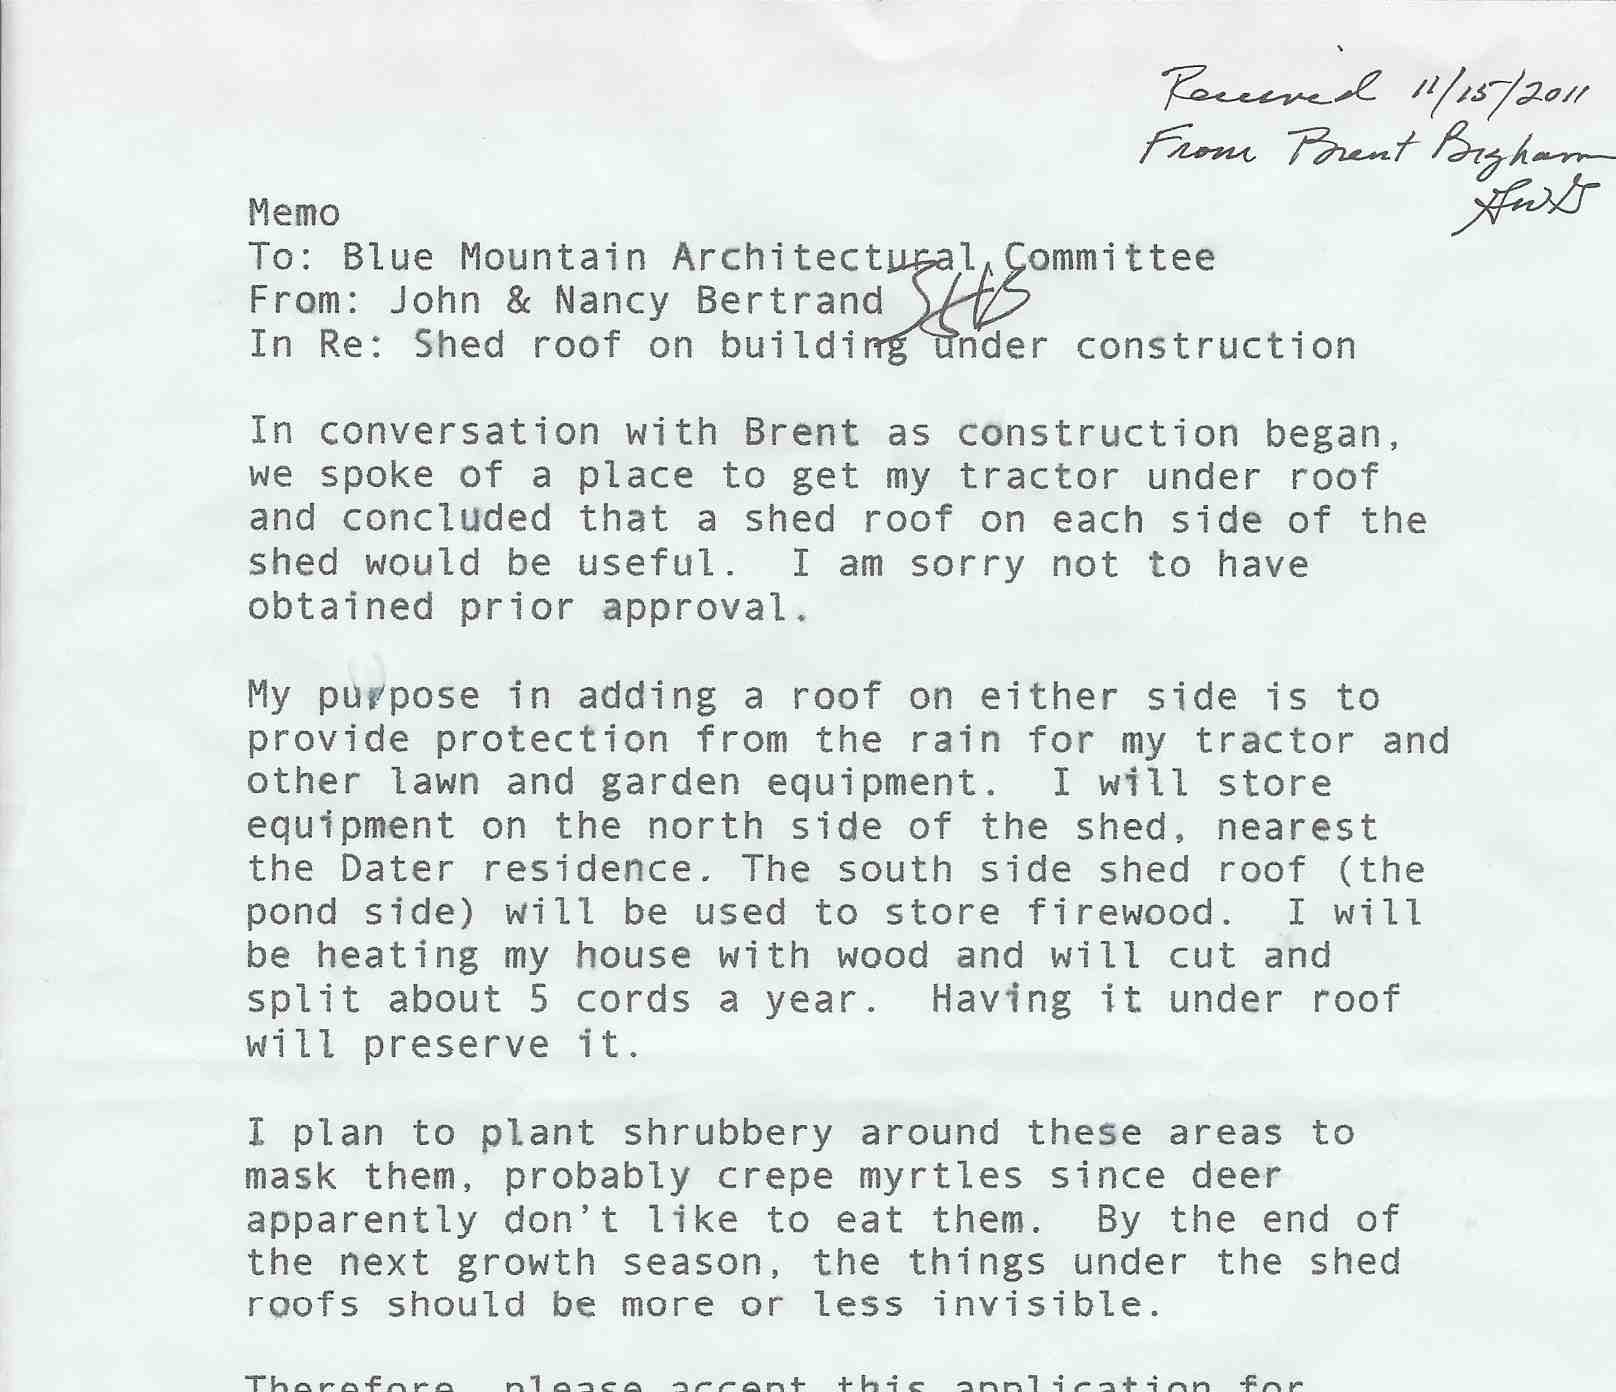 Received 11/15/2011
From Brent Bigham
Memo
To: Blue Mountain Architectural Committee
From: John & Nancy Bertrand
In Re: Shed roof on building under construction
In conversation with Brent as construction began,
we spoke of a place to get my tractor under roof
and concluded that a shed roof on each side of the
shed would be useful.  I am sorry not to have
obtained prior approval.
My purpose in adding a roof on either side is to
provide protection from the rain for my tractor and
other lawn and garden equipment.  I will store
equipment on the north side of the shed, nearest
the Dater residence. The south side shed roof (the
pond side) will be used to store firewood.  I will
be heating my house with wood and will cut and
split about 5 cords a year.  Having it under roof
will preserve it.
I plan to plant shrubbery around these areas to
mask them, probably crepe myrtles since deer
apparently don't like to eat them.  By the end of
the next growth season, the things under the shed
roofs should be more or less invisible.
Therefore, please accept this application for